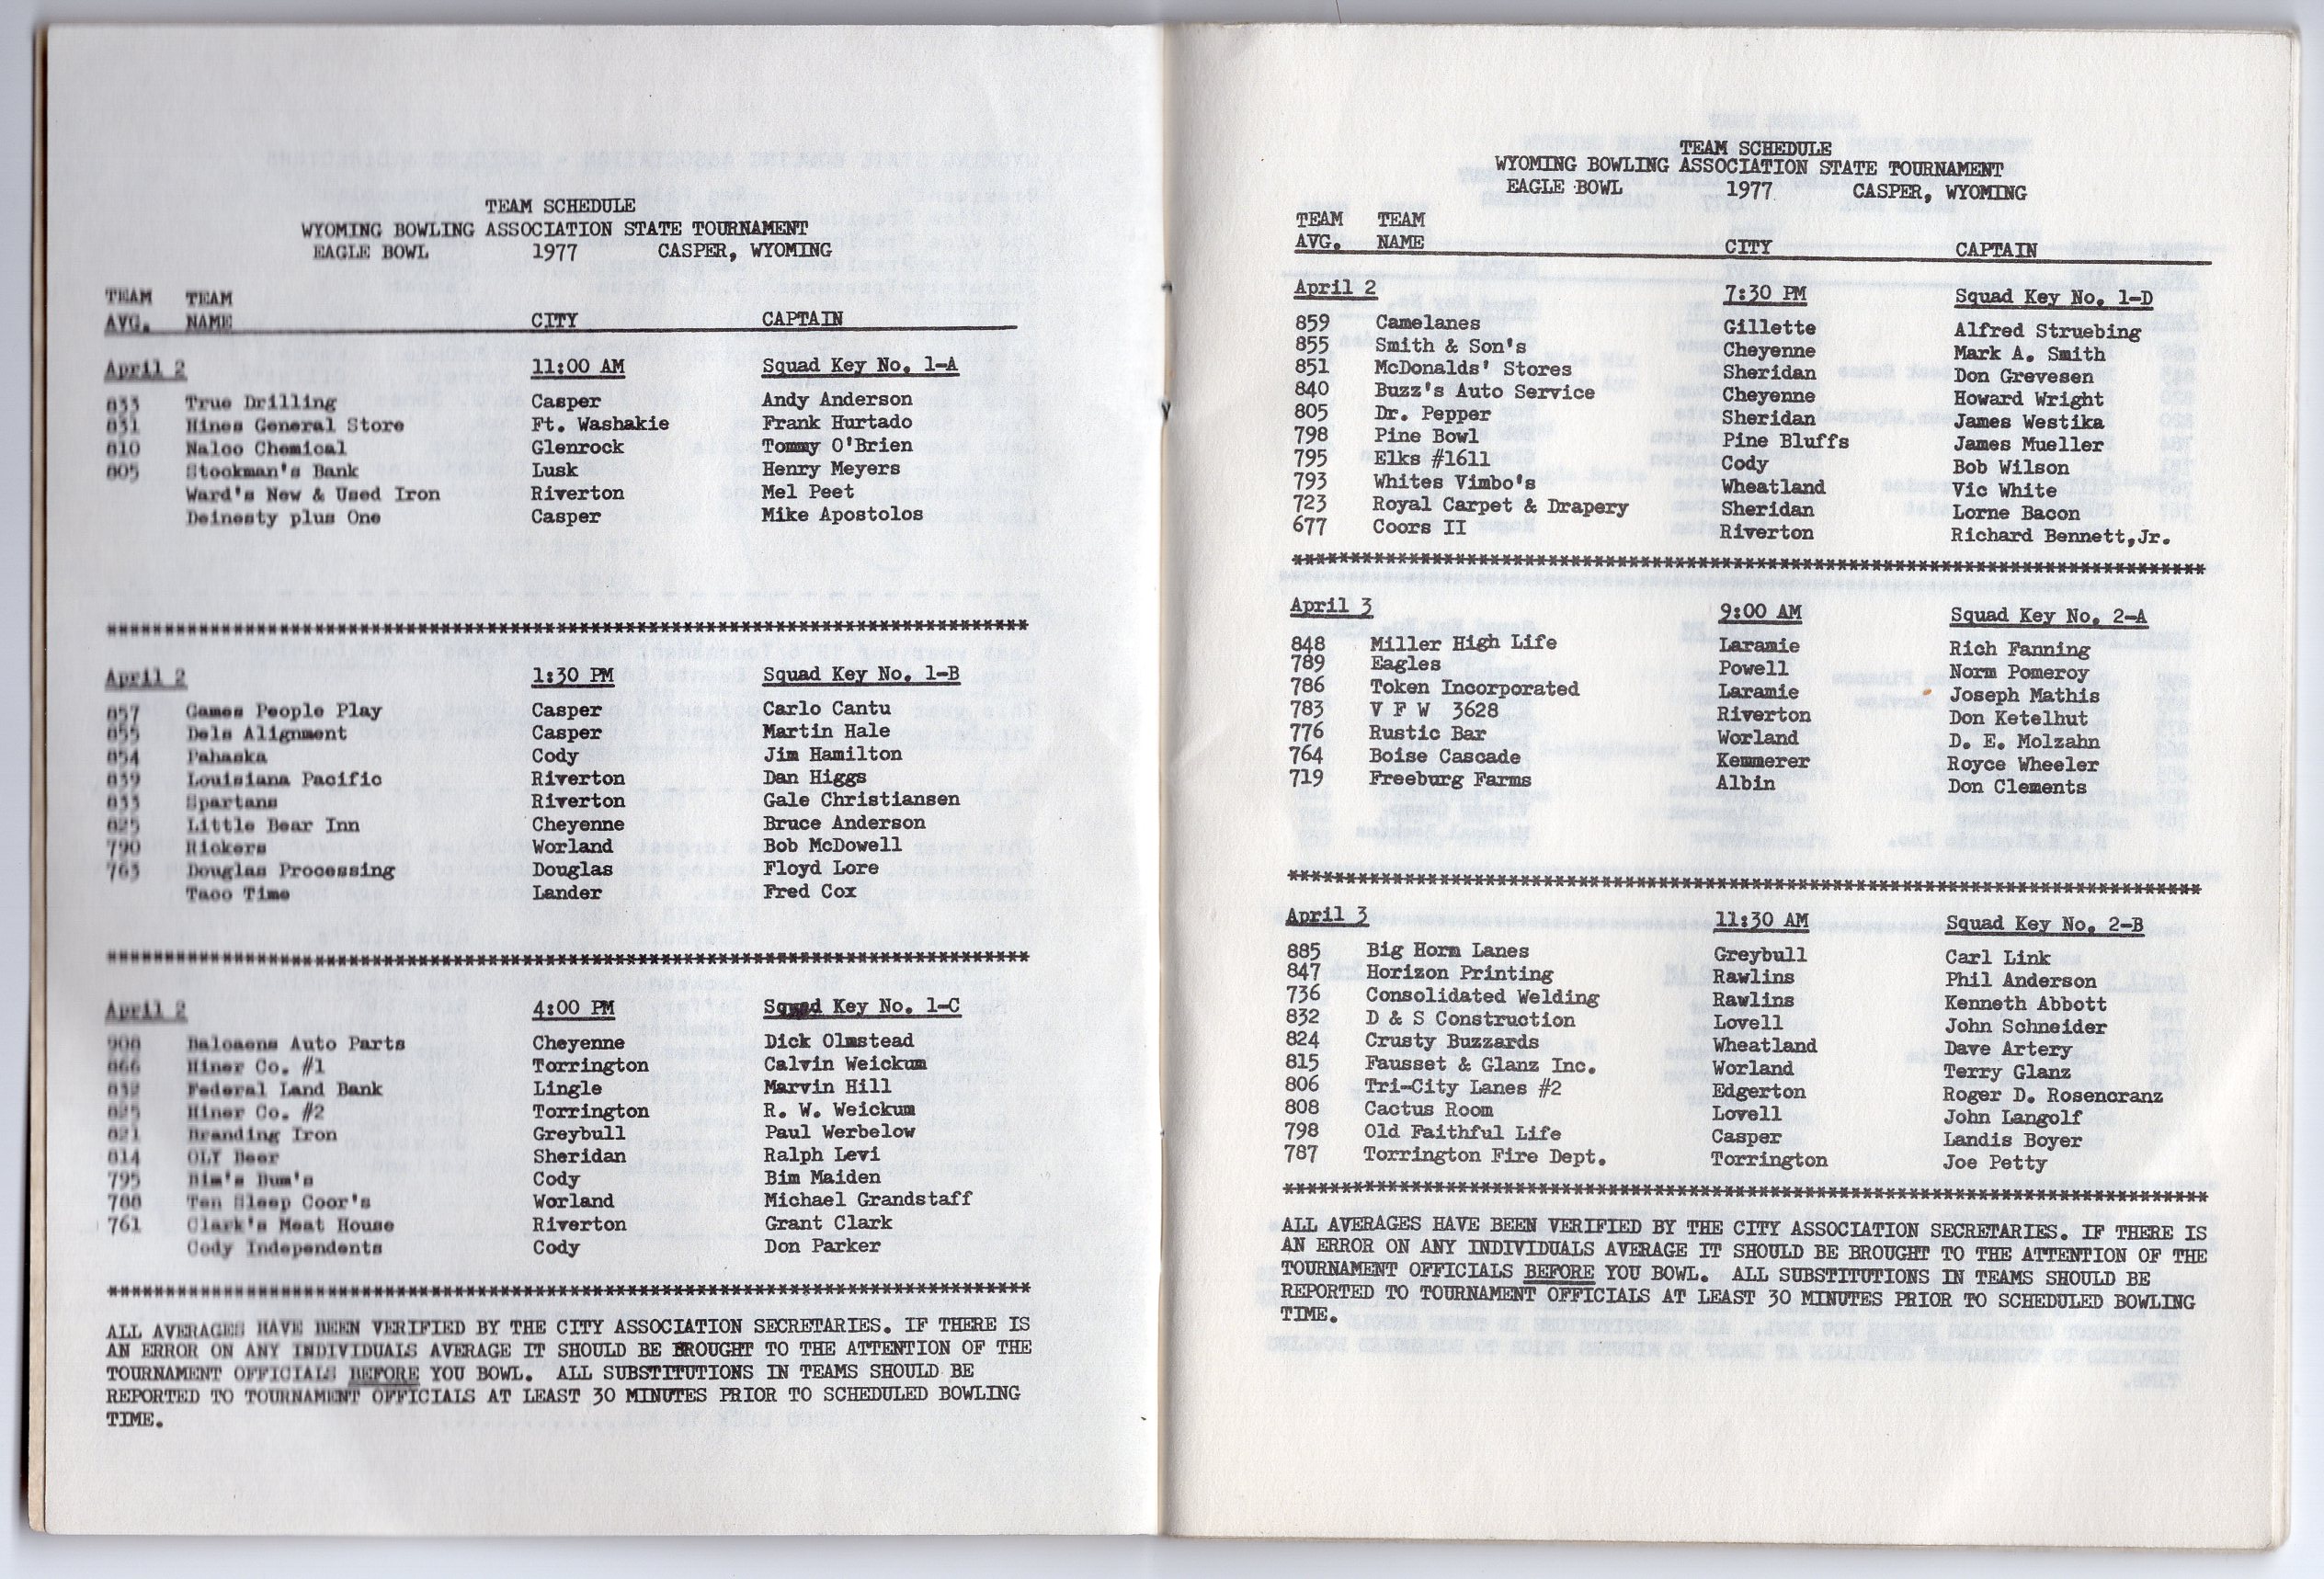 TEAM SCHEDULE
WYOMING BOWLING ASSOCIATION STATE TOURNAMENT
EAGLE BOWL 1977 CASPER, WYOMING
TEAM TEAM
AVG. NAME CITY CAPTAIN
April 2 11:00 AM Squad Key No. 1-A
833 True Drilling Casper Andy Anderson
831 Hines General Store Ft. Washakie Frank Hurtado
810 Nalco Chemical Glenrock Tommy O'Brien
805 Stockman's Bank Lusk Henry Meyers
Ward's New & Used Iron Riverton Mel Peet
Deinesty plus One Casper Mike Apostolos
********************************************************************************
April 2 1:30 PM Squad Key No. 1-B
857 Games People Play Casper Carlo Cantu
855 Dels Alignment Casper Martin Hale
854 Pahaska Cody Jim Hamilton
839 Louisiana Pacific Riverton Dan Higgs
833 Spartans Riverton Gale Christiansen
825 Little Bear Inn Cheyenne Bruce Anderson
790 Rickers Worland Bob McDowell
763 Douglas Processing Douglas Floyd Lore
Taco Time Lander Fred Cox
********************************************************************************
April 2 4:00 PM Squad Key No. 1-C
908 Balcaens Auto Parts Cheyenne Dick Olmstead
866 Hiner Co. #1 Torrington Calvin Weickum
832 Federal Land Bank Lingle Marvin Hill
825 Hiner Co. #2 Torrington R. W. Weickum
821 Branding Iron Greybull Paul Werbelow
814 OLY Beer Sheridan Ralph Levi
795 Bim's Bum's Cody Bim Maiden
788 Ten Sleep Coor's Worland Michael Grandstaff
761 Clark's Meat House Riverton Grant Clark
Cody Independents Cody Don Parker
********************************************************************************
ALL AVERAGES HAVE BEEN VERIFIED BY THE CITY ASSOCIATION SECRETARIES. IF THERE IS
AN ERROR ON ANY INDIVIDUALS AVERAGE IT SHOULD BE BROUGHT TO THE ATTENTION OF THE
TOURNAMENT OFFICIALS BEFORE YOU BOWL. ALL SUBSTITUTIONS IN TEAMS SHOULD BE
REPORTED TO TOURNAMENT OFFICIALS AT LEAST 30 MINUTES PRIOR TO SCHEDULED BOWLING
TIME.
TEAM SCHEDULE
WYOMING BOWLING ASSOCIATION STATE TOURNAMENT
EAGLE BOWL 1977 CASPER, WYOMING
TEAM TEAM
AVG. NAME CITY CAPTAIN
April 2 7:30 PM Squad Key No. 1-D
859 Camelanes Gillette Alfred Struebing
855 Smith & Son's Cheyenne Mark A. Smith
851 McDonalds' Stores Sheridan Don Grevesen
840 Buzz's Auto Service Cheyenne Howard Wright
805 Dr. Pepper Sheridan James Westika
798 Pine Bowl Pine Bluffs James Mueller
795 Elks #1611 Cody Bob Wilson
793 Whites Vimbo's Wheatland Vic White
723 Royal Carpet & Drapery Sheridan Lorne Bacon
677 Coors II Riverton Richard Bennett,Jr.
********************************************************************************
April 3 9:00 AM Squad Key No. 2-A
848 Miller High Life Laramie Rich Fanning
789 Eagles Powell Norm Pomeroy
786 Token Incorporated Laramie Joseph Mathis
783 V F W 3628 Riverton Don Ketelhut
776 Rustic Bar Worland D. E. Molzahn
764 Boise Cascade Kemmerer Royce Wheeler
719 Freeburg Farms Albin Don Clements
********************************************************************************
April 3 11:30 AM Squad Key No. 2-B
885 Big Horn Lanes Greybull Carl Link
847 Horizon Printing Rawlins Phil Anderson
736 Consolidated Welding Rawlins Kenneth Abbott
832 D & S Construction Lovell John Schneider
824 Crusty Buzzards Wheatland Dave Artery
815 Fausset & Glanz Inc. Worland Terry Glanz
806 Tri-City Lanes #2 Edgerton Roger D. Rosencranz
808 Cactus Room Lovell John Langolf
798 Old Faithful Life Casper Landis Boyer
787 Torrington Fire Dept. Torrington Joe Petty
********************************************************************************
ALL AVERAGES HAVE BEEN VERIFIED BY THE CITY ASSOCIATION SECRETARIES. IF THERE IS
AN ERROR ON ANY INDIVIDUALS AVERAGE IT SHOULD BE BROUGHT TO THE ATTENTION OF THE
TOURNAMENT OFFICIALS BEFORE YOU BOWL. ALL SUBSTITUTIONS IN TEAMS SHOULD BE
REPORTED TO TOURNAMENT OFFICIALS AT LEAST 30 MINUTES PRIOR TO SCHEDULED BOWLING
TIME.